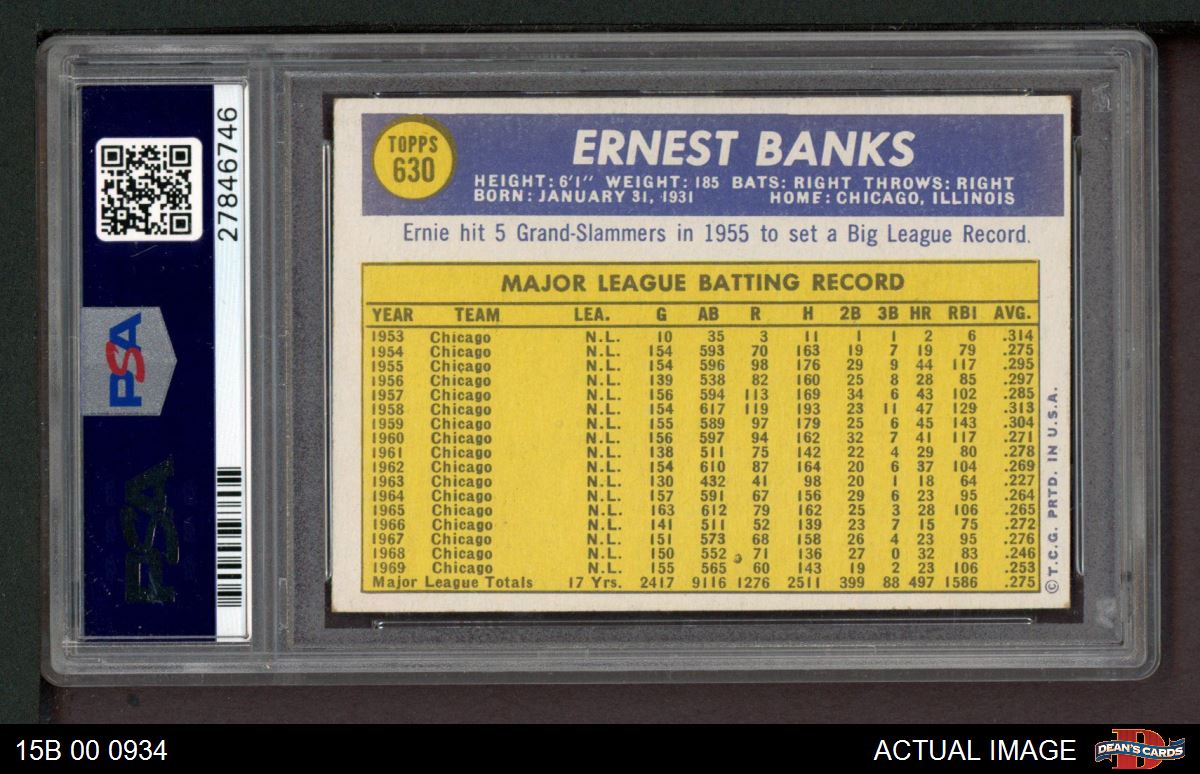 27846746
PSA
PSA
TOPPS
630
ERNEST BANKS
HEIGHT: 6'1" WEIGHT: 185 BATS: RIGHT THROWS: RIGHT
BORN: JANUARY 31, 1931 HOME: CHICAGO, ILLINOIS
Ernie hit 5 Grand-Slammers in 1955 to set a Big League Record.
MAJOR LEAGUE BATTING RECORD
YEAR TEAM LEA. G AB R H 2B 3B HR RBI AVG.
1953 Chicago N.L. 10 35 3 11 1 1 2 6 .314
1954 Chicago N.L. 154 593 70 163 19 7 19 79 .275
1955 Chicago N.L. 154 596 98 176 29 9 44 117 .295
1956 Chicago N.L. 139 538 82 160 25 8 28 85 .297
1957 Chicago N.L. 156 594 113 169 34 6 43 102 .285
1958 Chicago N.L. 154 617 119 193 23 11 47 129 .313
1959 Chicago N.L. 155 589 97 179 25 6 45 143 .304
1960 Chicago N.L. 156 597 94 162 32 7 41 117 .271
1961 Chicago N.L. 138 511 75 142 22 4 29 80 .278
1962 Chicago N.L. 154 610 87 164 20 6 37 104 .269
1963 Chicago N.L. 130 432 41 98 20 1 18 64 .227
1964 Chicago N.L. 157 591 67 156 29 6 23 95 .264
1965 Chicago N.L. 163 612 79 162 25 3 28 106 .265
1966 Chicago N.L. 141 511 52 139 23 7 15 75 .272
1967 Chicago N.L. 151 573 68 158 26 4 23 95 .276
1968 Chicago N.L. 150 552 71 136 27 0 32 83 .246
1969 Chicago N.L. 155 565 60 143 19 2 23 106 .253
Major League Totals 17 Yrs. 2417 9116 1276 2511 399 88 497 1586 .275
©T.C.G. PRTD. IN U.S.A.
15B 00 0934
ACTUAL IMAGE
DEAN'S CARDS